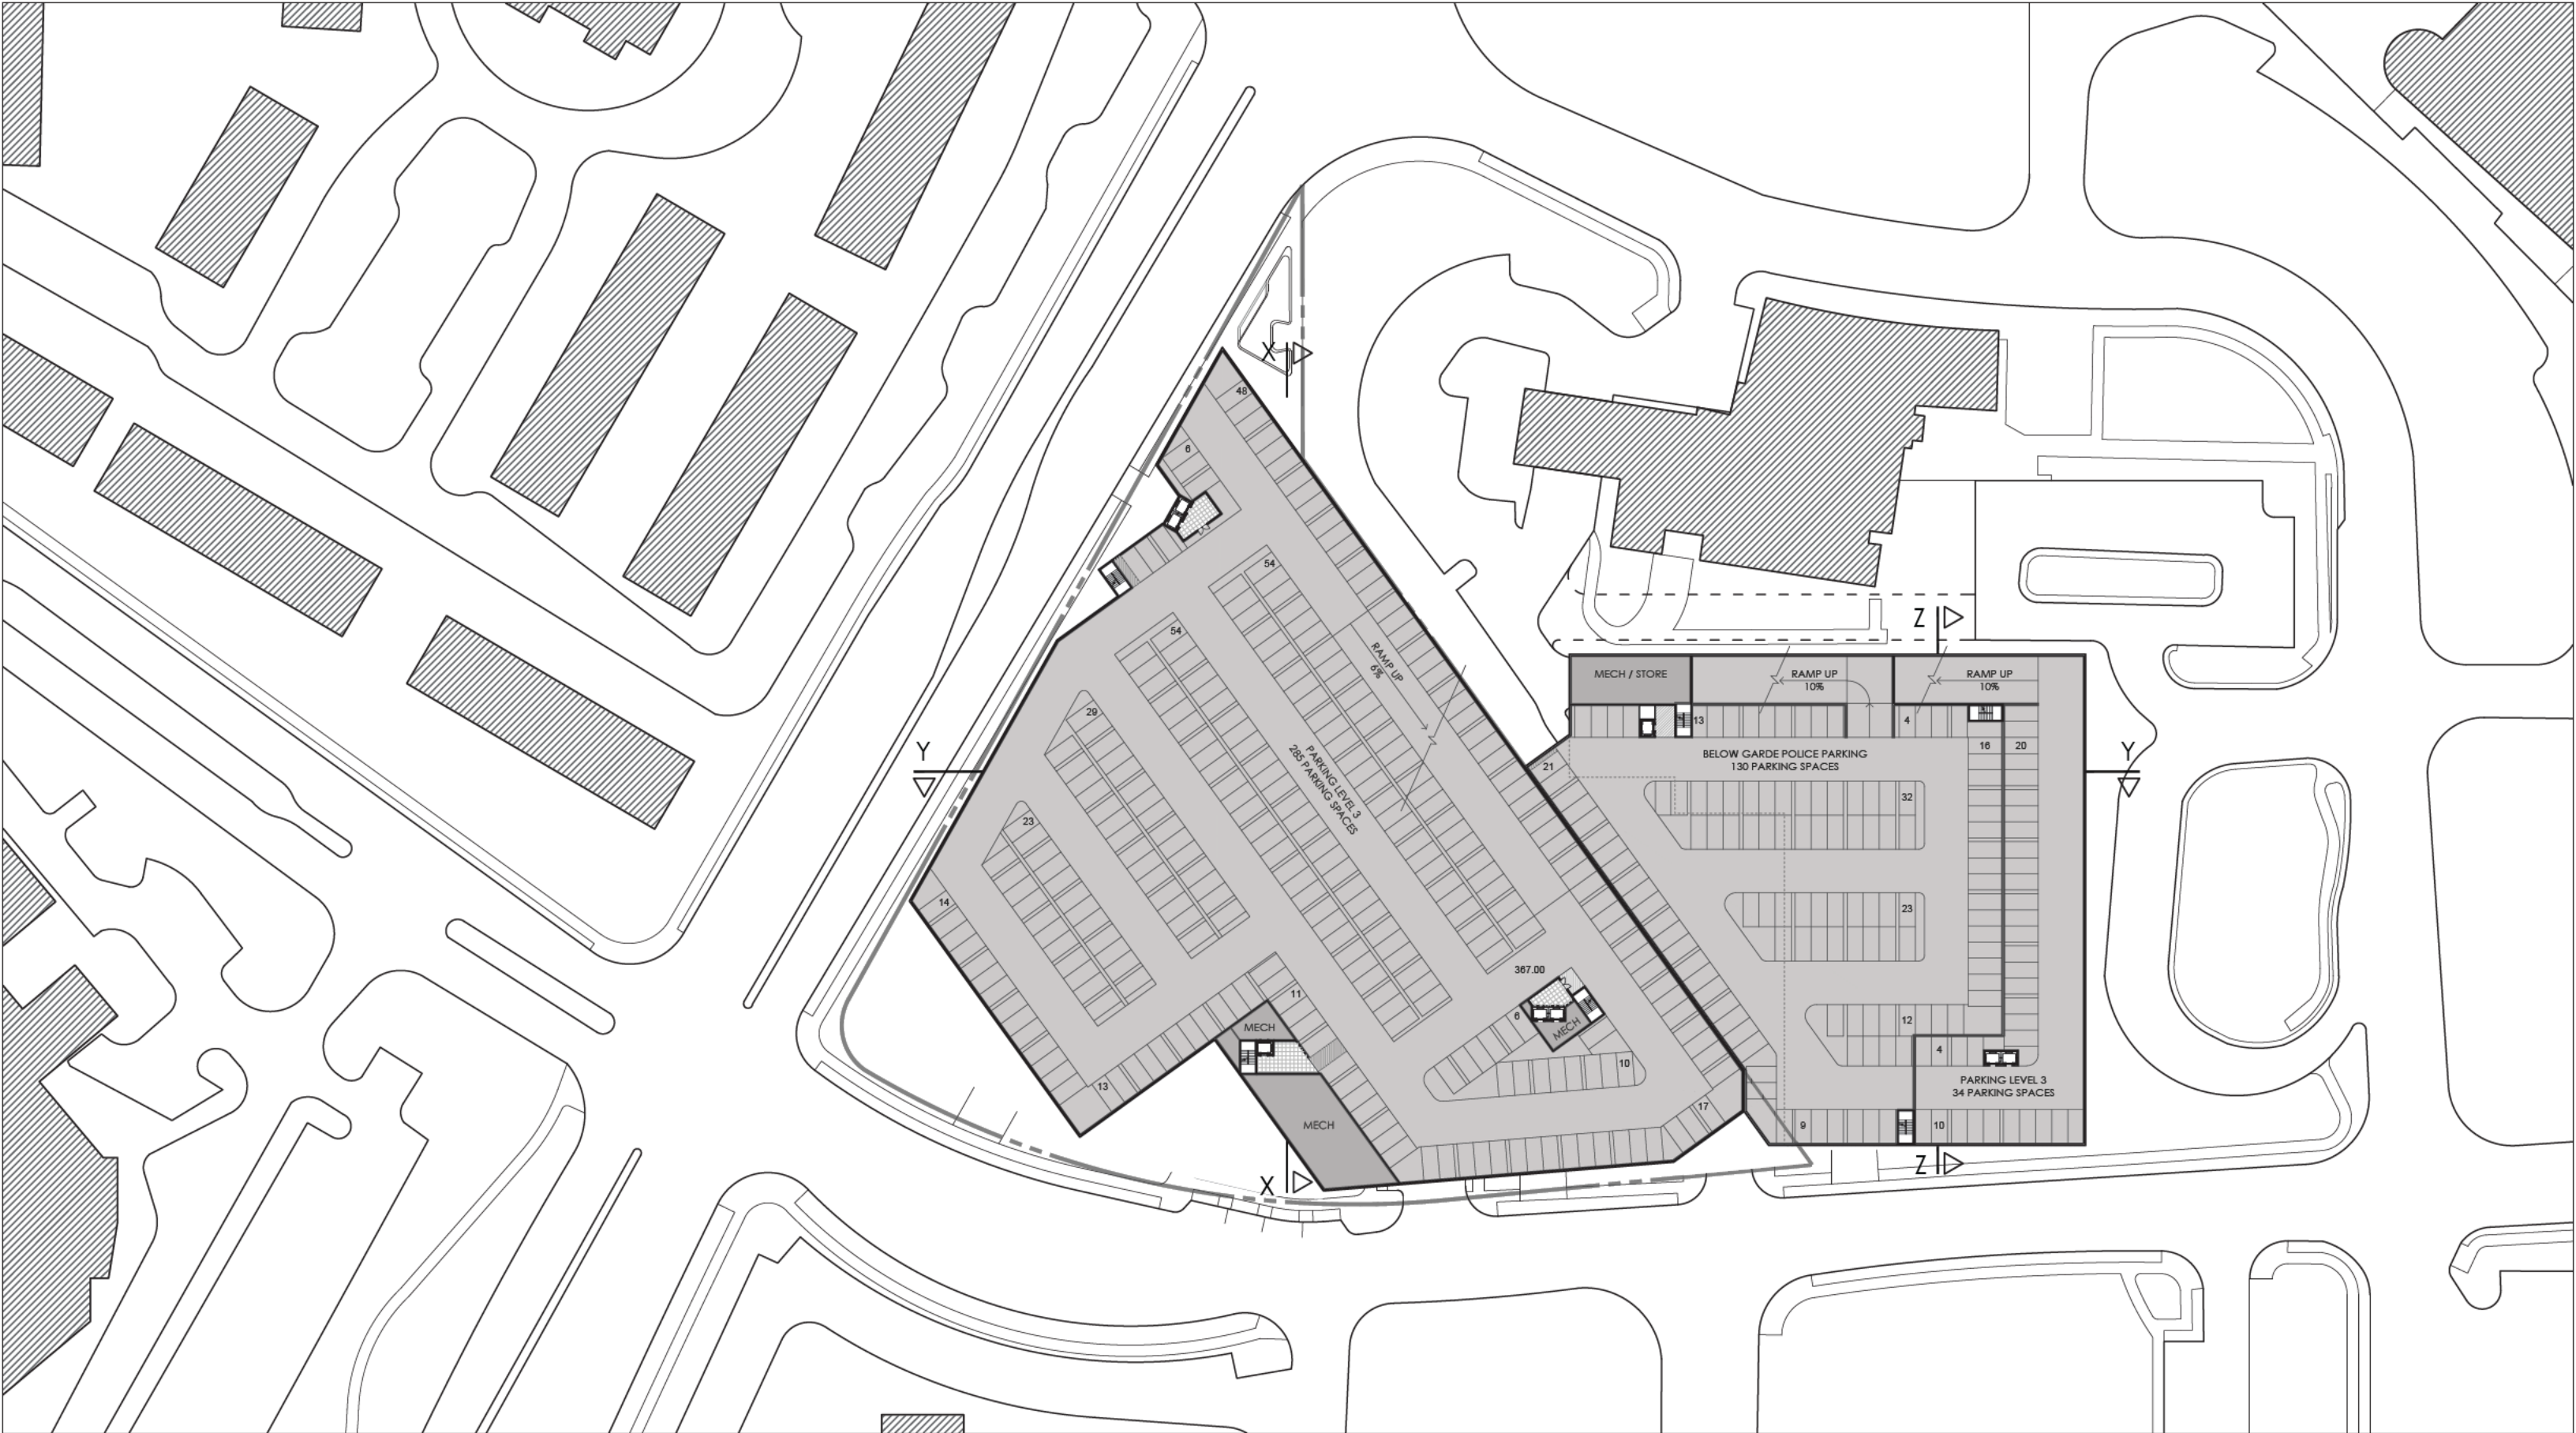 X
48
6
54
54
RAMP UP
6%
29
23
PARKING LEVEL 3
285 PARKING SPACES
14
Y
367.00
11
6
MECH
10
MECH
MECH
13
17
X
Z
MECH / STORE
RAMP UP
10%
RAMP UP
10%
13
4
BELOW GARDE POLICE PARKING
130 PARKING SPACES
16
20
21
Y
32
23
12
4
PARKING LEVEL 3
34 PARKING SPACES
9
10
Z